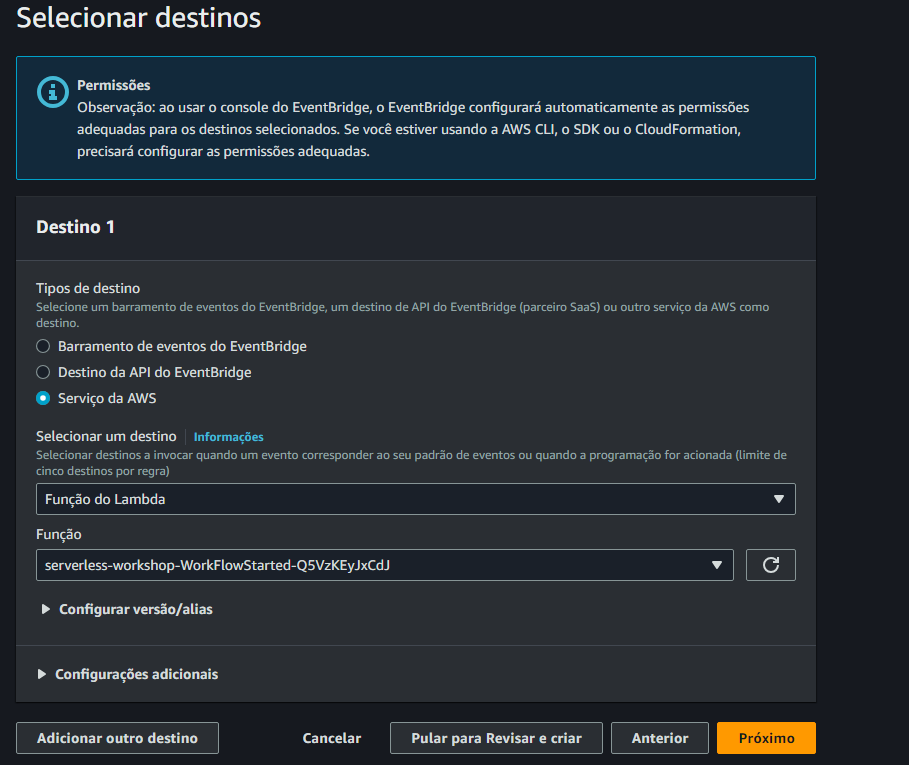 Selecionar destinos
Permissões
Observação: ao usar o console do EventBridge, o EventBridge configurará automaticamente as permissões
adequadas para os destinos selecionados. Se você estiver usando a AWS CLI, o SDK ou o CloudFormation,
precisará configurar as permissões adequadas.
Destino 1
Tipos de destino
Selecione um barramento de eventos do EventBridge, um destino de API do EventBridge (parceiro SaaS) ou outro serviço da AWS como
destino.
Barramento de eventos do EventBridge
Destino da API do EventBridge
Serviço da AWS
Selecionar um destino Informações
Selecionar destinos a invocar quando um evento corresponder ao seu padrão de eventos ou quando a programação for acionada (limite de
cinco destinos por regra)
Função do Lambda
Função
serverless-workshop-WorkFlowStarted-Q5VzKEyJxCdJ
Configurar versão/alias
Configurações adicionais
Adicionar outro destino Cancelar Pular para Revisar e criar Anterior Próximo